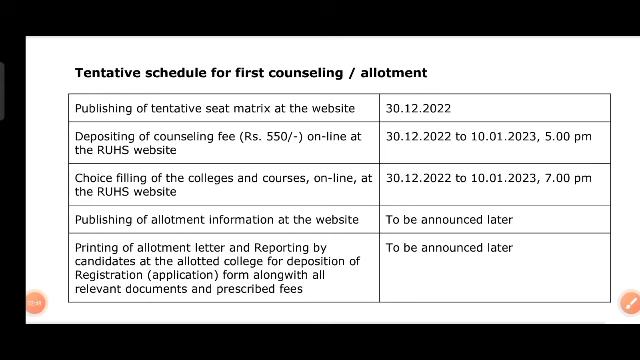 Tentative schedule for first counseling / allotment
Publishing of tentative seat matrix at the website
30.12.2022
Depositing of counseling fee (Rs. 550/-) on-line at
the RUHS website
30.12.2022 to 10.01.2023, 5.00 pm
Choice filling of the colleges and courses, on-line, at
the RUHS website
30.12.2022 to 10.01.2023, 7.00 pm
Publishing of allotment information at the website
To be announced later
Printing of allotment letter and Reporting by
candidates at the allotted college for deposition of
Registration (application) form alongwith all
relevant documents and prescribed fees
To be announced later